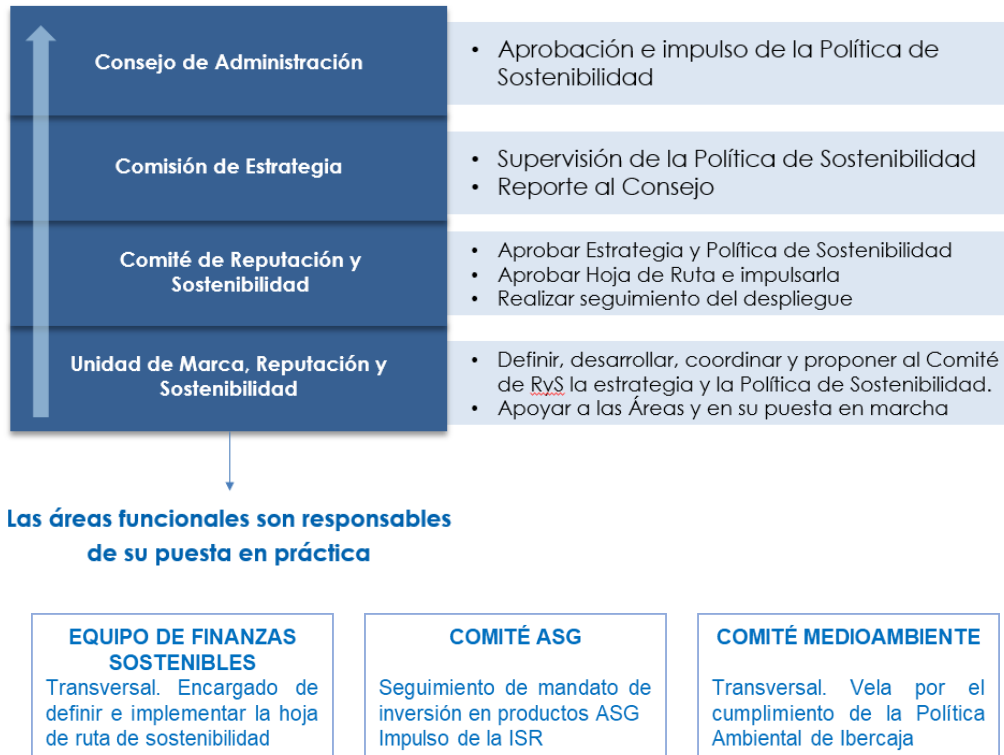 Consejo de Administración
• Aprobación e impulso de la Política de
Sostenibilidad
Comisión de Estrategia
• Supervisión de la Política de Sostenibilidad
• Reporte al Consejo
Comité de Reputación y
Sostenibilidad
• Aprobar Estrategia y Política de Sostenibilidad
• Aprobar Hoja de Ruta e impulsarla
• Realizar seguimiento del despliegue
Unidad de Marca, Reputación y
Sostenibilidad
• Definir, desarrollar, coordinar y proponer al Comité
de RyS la estrategia y la Política de Sostenibilidad.
• Apoyar a las Áreas y en su puesta en marcha
Las áreas funcionales son responsables
de su puesta en práctica
EQUIPO DE FINANZAS
SOSTENIBLES
Transversal. Encargado de
definir e implementar la hoja
de ruta de sostenibilidad
COMITÉ ASG
Seguimiento de mandato de
inversión en productos ASG
Impulso de la ISR
COMITÉ MEDIOAMBIENTE
Transversal. Vela por el
cumplimiento de la Política
Ambiental de Ibercaja